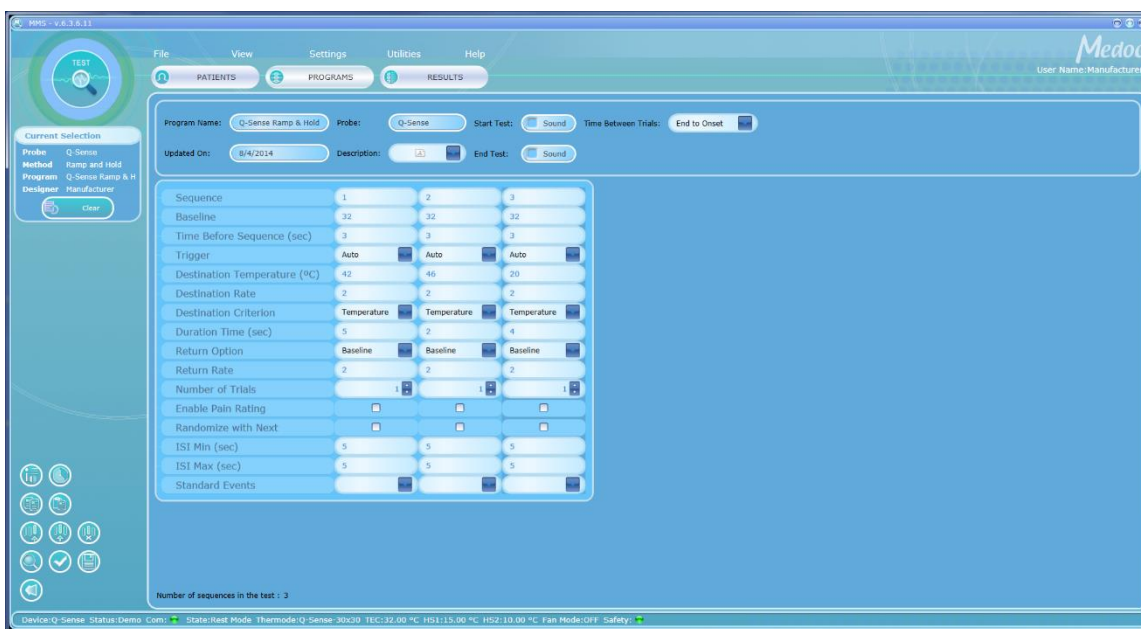 MMS - v.6.3.6.11
TEST
File View Settings Utilities Help
PATIENTS PROGRAMS RESULTS
Medoc
User Name:Manufacturer
Current Selection
Probe Q-Sense
Method Ramp and Hold
Program Q-Sense Ramp & H
Designer Manufacturer
Clear
Program Name: Q-Sense Ramp & Hold Probe: Q-Sense Start Test: Sound Time Between Trials: End to Onset
Updated On: 8/4/2014 Description: End Test: Sound
Sequence 1 2 3
Baseline 32 32 32
Time Before Sequence (sec) 3 3 3
Trigger Auto Auto Auto
Destination Temperature (ºC) 42 46 20
Destination Rate 2 2 2
Destination Criterion Temperature Temperature Temperature
Duration Time (sec) 5 2 4
Return Option Baseline Baseline Baseline
Return Rate 2 2 2
Number of Trials 1 1 1
Enable Pain Rating
Randomize with Next
ISI Min (sec) 5 5 5
ISI Max (sec) 5 5 5
Standard Events
Number of sequences in the test : 3
Device:Q-Sense Status:Demo Com: State:Rest Mode Thermode:Q-Sense-30x30 TEC:32.00 °C HS1:15.00 °C HS2:10.00 °C Fan Mode:OFF Safety: